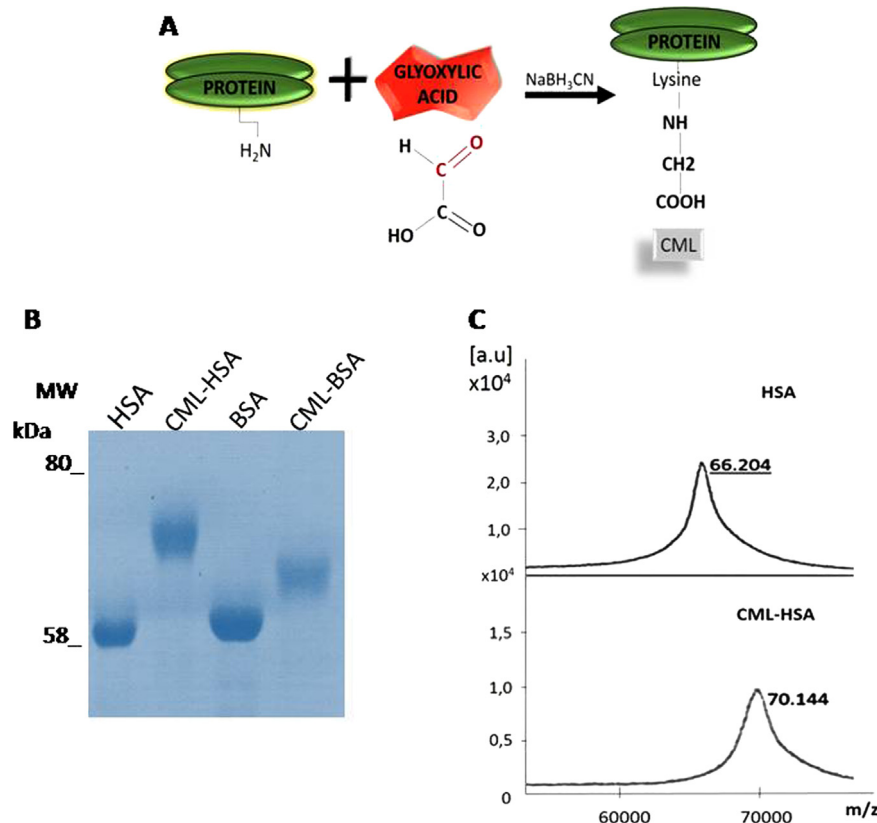 A
PROTEIN
H₂N
GLYOXYLIC
ACID
H
O
C
C
HO
O
NaBH₃CN
PROTEIN
Lysine
NH
CH2
COOH
CML
B
MW
kDa
HSA
CML-HSA
BSA
CML-BSA
80_
58_
C
[a.u]
x10⁴
HSA
3,0
66.204
2,0
1,0
x10⁴
CML-HSA
1,5
1,0
70.144
0,5
0
60000 70000 m/z